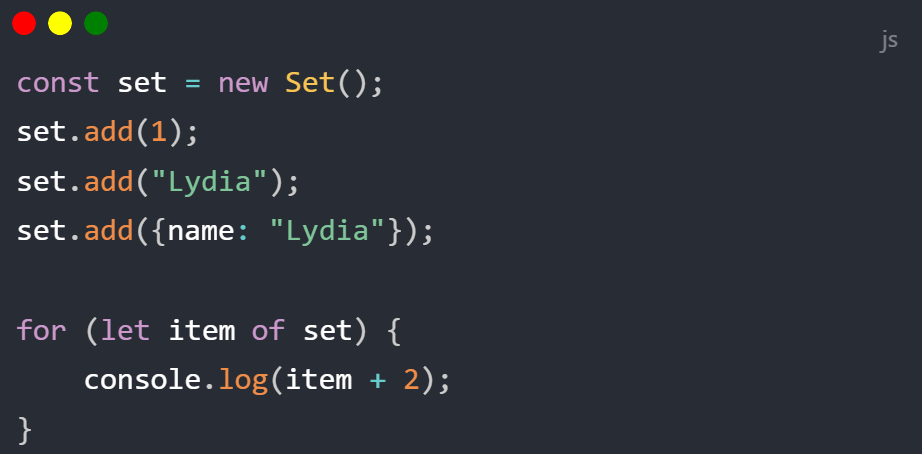 js
const set = new Set();
set.add(1);
set.add("Lydia");
set.add({name: "Lydia"});

for (let item of set) {
    console.log(item + 2);
}